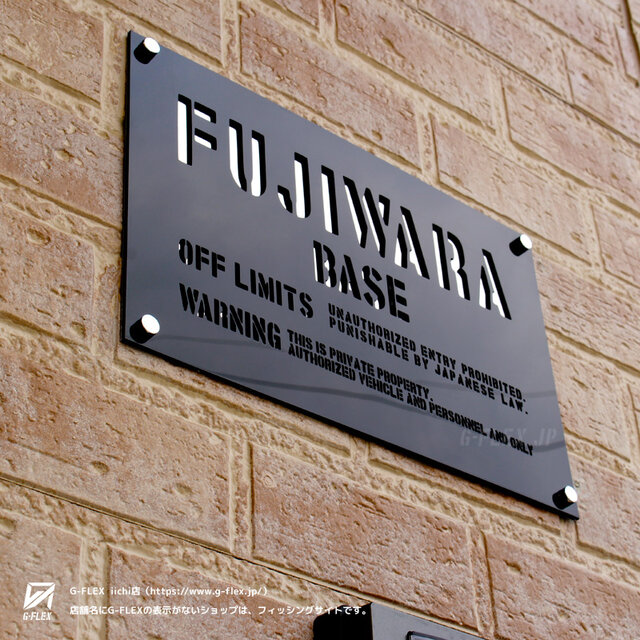 FUJIWARA
BASE
OFF LIMITS
UNAUTHORIZED ENTRY PROHIBITED.
PUNISHABLE BY JAPANESE LAW.
WARNING
THIS IS PRIVATE PROPERTY.
AUTHORIZED VEHICLE AND PERSONNEL AND ONLY
G-FLEX.JP
G-FLEX
G-FLEX iichi店（https://www.g-flex.jp/）
店舗名にG-FLEXの表示がないショップは、フィッシングサイトです。